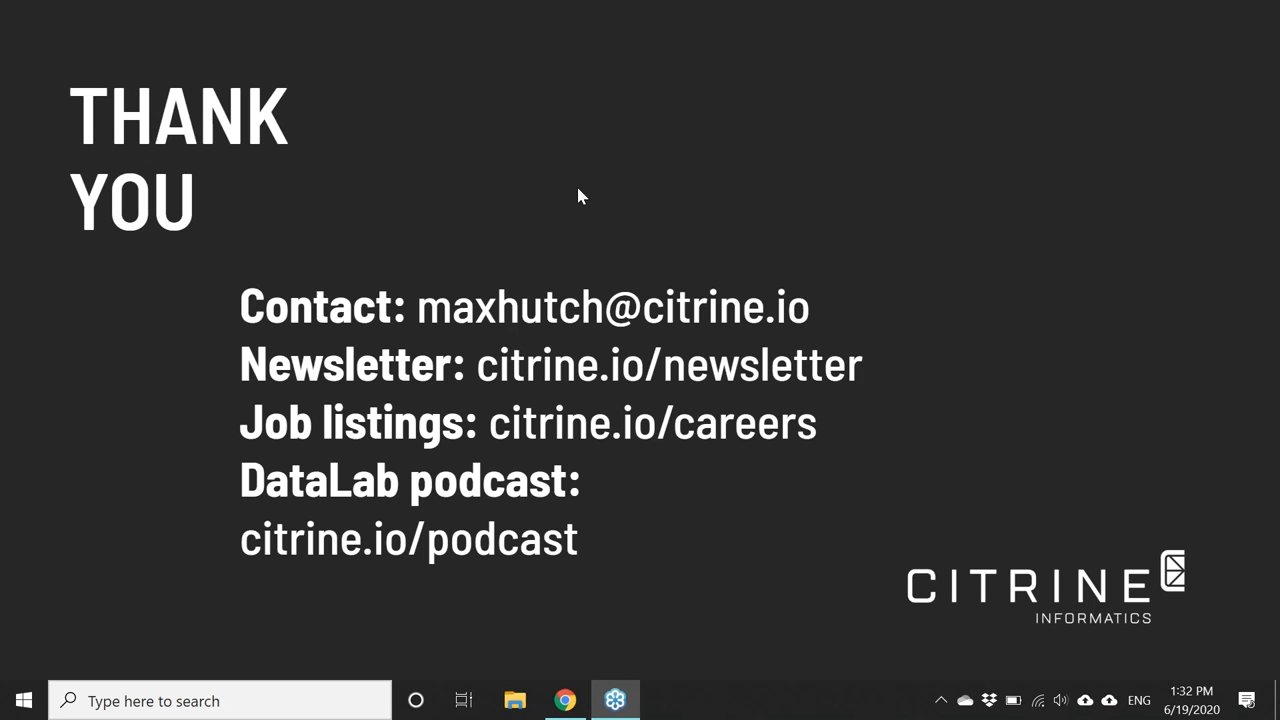 THANK
YOU
Contact: maxhutch@citrine.io
Newsletter: citrine.io/newsletter
Job listings: citrine.io/careers
DataLab podcast:
citrine.io/podcast
CITRINE
INFORMATICS
Type here to search
ENG
1:32 PM
6/19/2020